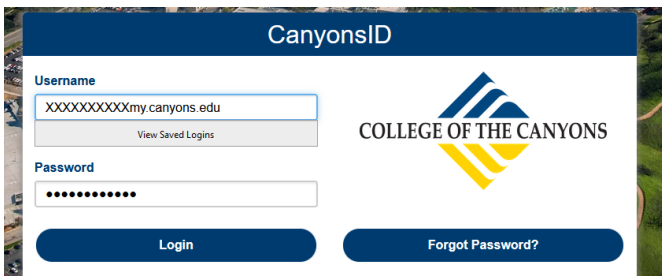 CanyonsID
Username
XXXXXXXXXXmy.canyons.edu
View Saved Logins
COLLEGE OF THE CANYONS
Password
●●●●●●●●●●●●
Login
Forgot Password?